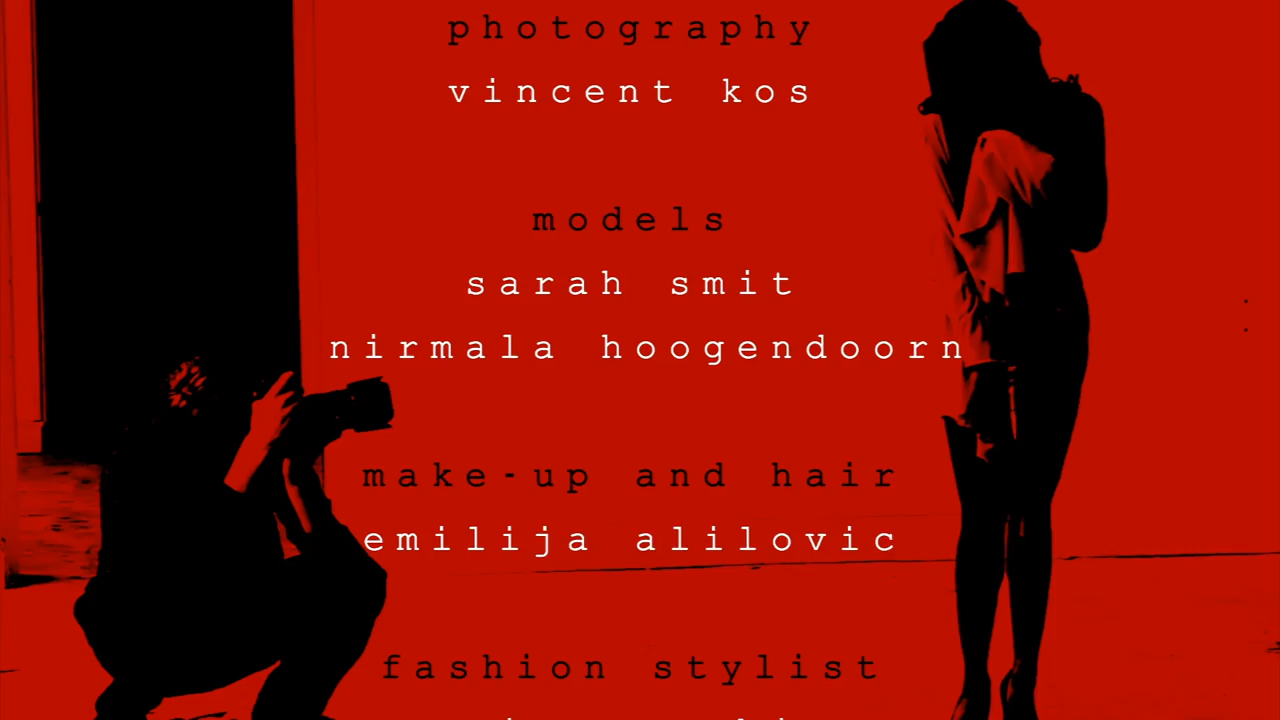 photography
vincent kos
models
sarah smit
nirmala hoogendoorn
make-up and hair
emilija alilovic
fashion stylist